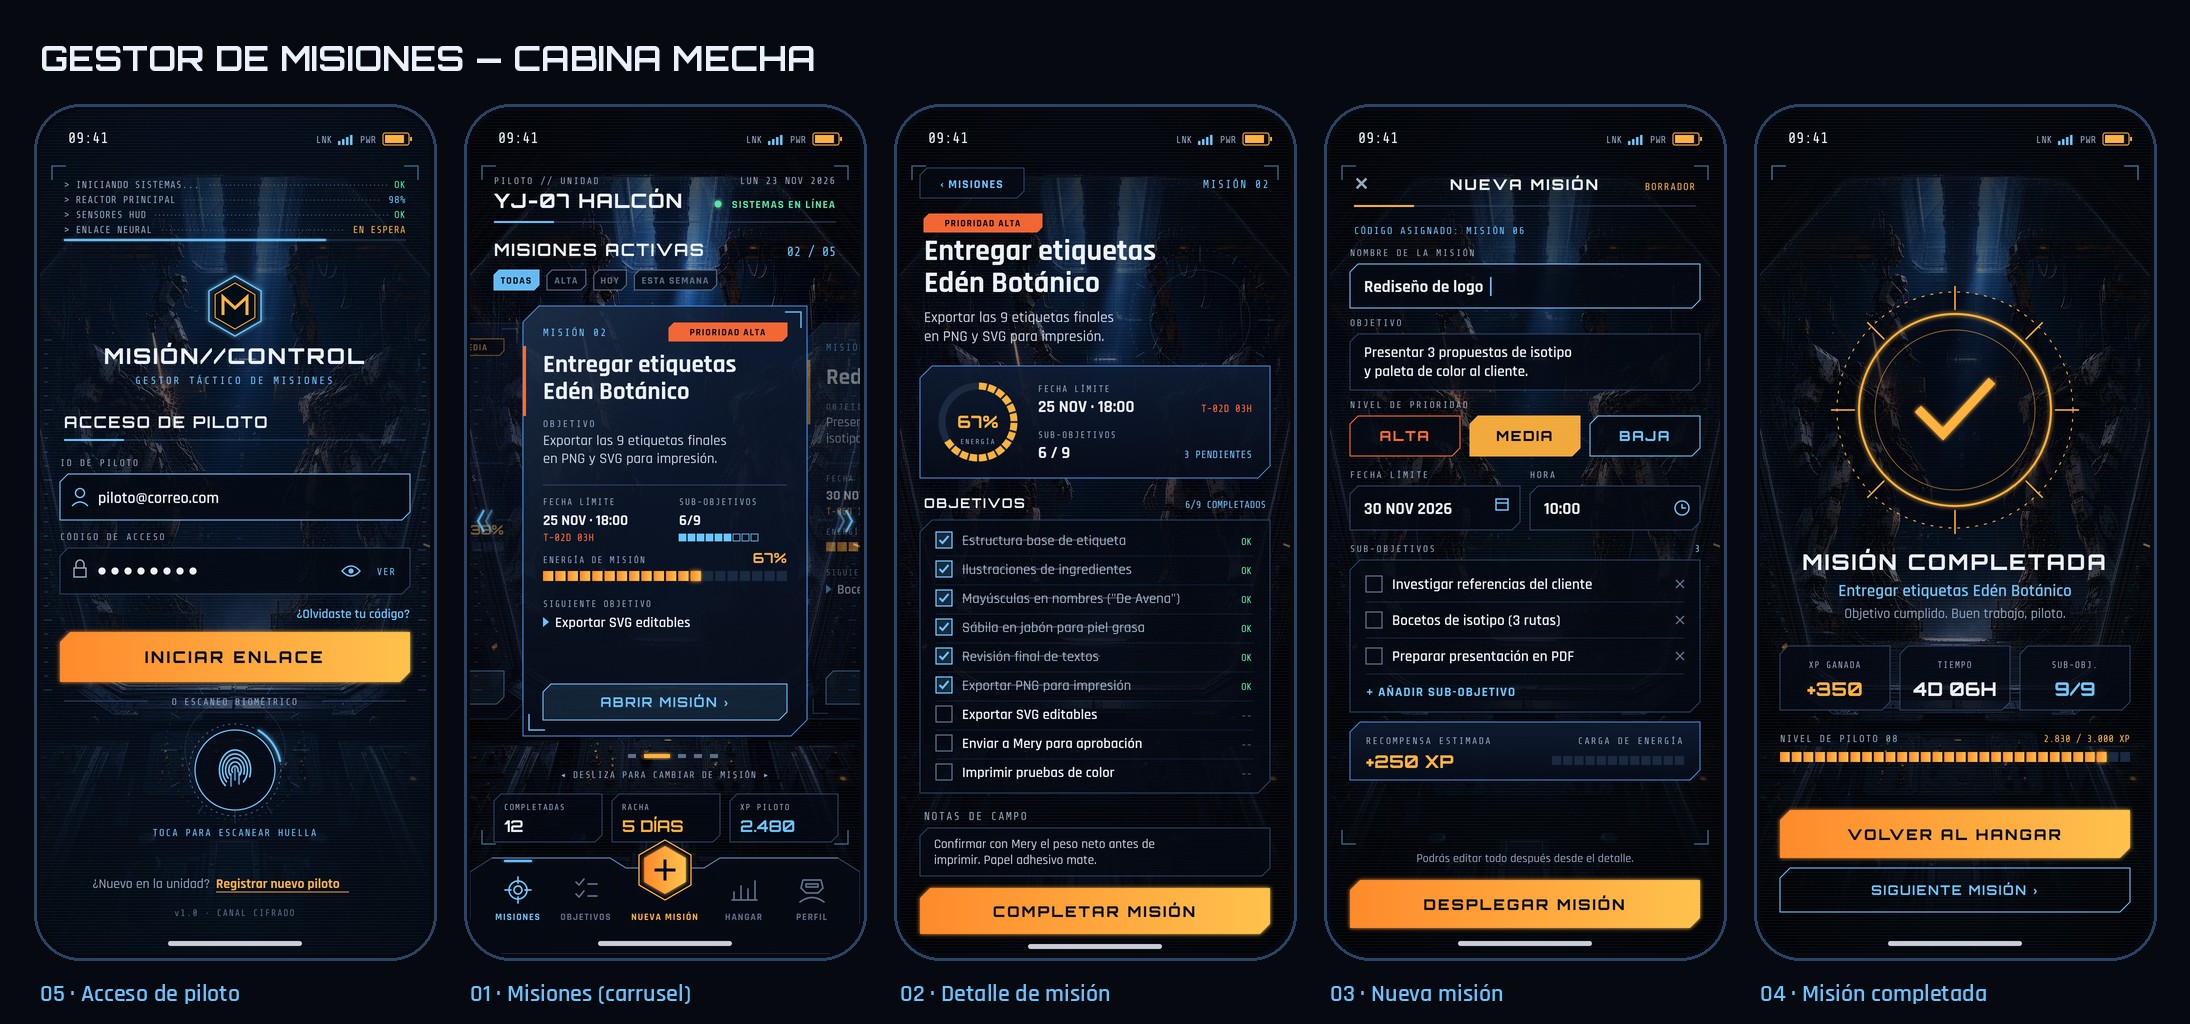 GESTOR DE MISIONES — CABINA MECHA
09:41
LNK PWR
> INICIANDO SISTEMAS... OK
> REACTOR PRINCIPAL 98%
> SENSORES HUD OK
> ENLACE NEURAL EN ESPERA
M
MISIÓN//CONTROL
GESTOR TÁCTICO DE MISIONES
ACCESO DE PILOTO
ID DE PILOTO
piloto@correo.com
CÓDIGO DE ACCESO
●●●●●●●● VER
¿Olvidaste tu código?
INICIAR ENLACE
O ESCANEO BIOMÉTRICO
TOCA PARA ESCANEAR HUELLA
¿Nuevo en la unidad? Registrar nuevo piloto
v1.0 · CANAL CIFRADO
05 · Acceso de piloto
09:41
LNK PWR
PILOTO // UNIDAD LUN 23 NOV 2026
YJ-07 HALCÓN SISTEMAS EN LÍNEA
MISIONES ACTIVAS 02 / 05
TODAS ALTA HOY ESTA SEMANA
MISIÓN 02 PRIORIDAD ALTA
Entregar etiquetas
Edén Botánico
OBJETIVO
Exportar las 9 etiquetas finales
en PNG y SVG para impresión.
FECHA LÍMITE SUB-OBJETIVOS
25 NOV · 18:00 6/9
T-02D 03H
ENERGÍA DE MISIÓN 67%
SIGUIENTE OBJETIVO
Exportar SVG editables
ABRIR MISIÓN ›
◂ DESLIZA PARA CAMBIAR DE MISIÓN ▸
COMPLETADAS RACHA XP PILOTO
12 5 DÍAS 2.480
MISIONES OBJETIVOS NUEVA MISIÓN HANGAR PERFIL
01 · Misiones (carrusel)
09:41
LNK PWR
‹ MISIONES MISIÓN 02
PRIORIDAD ALTA
Entregar etiquetas
Edén Botánico
Exportar las 9 etiquetas finales
en PNG y SVG para impresión.
67%
ENERGÍA
FECHA LÍMITE
25 NOV · 18:00 T-02D 03H
SUB-OBJETIVOS
6 / 9 3 PENDIENTES
OBJETIVOS 6/9 COMPLETADOS
Estructura base de etiqueta OK
Ilustraciones de ingredientes OK
Mayúsculas en nombres ("De Avena") OK
Sábila en jabón para piel grasa OK
Revisión final de textos OK
Exportar PNG para impresión OK
Exportar SVG editables --
Enviar a Mery para aprobación --
Imprimir pruebas de color --
NOTAS DE CAMPO
Confirmar con Mery el peso neto antes de
imprimir. Papel adhesivo mate.
COMPLETAR MISIÓN
02 · Detalle de misión
09:41
LNK PWR
✕ NUEVA MISIÓN BORRADOR
CÓDIGO ASIGNADO: MISIÓN 06
NOMBRE DE LA MISIÓN
Rediseño de logo
OBJETIVO
Presentar 3 propuestas de isotipo
y paleta de color al cliente.
NIVEL DE PRIORIDAD
ALTA MEDIA BAJA
FECHA LÍMITE HORA
30 NOV 2026 10:00
SUB-OBJETIVOS 3
Investigar referencias del cliente ✕
Bocetos de isotipo (3 rutas) ✕
Preparar presentación en PDF ✕
+ AÑADIR SUB-OBJETIVO
RECOMPENSA ESTIMADA CARGA DE ENERGÍA
+250 XP
Podrás editar todo después desde el detalle.
DESPLEGAR MISIÓN
03 · Nueva misión
09:41
LNK PWR
MISIÓN COMPLETADA
Entregar etiquetas Edén Botánico
Objetivo cumplido. Buen trabajo, piloto.
XP GANADA TIEMPO SUB-OBJ.
+350 4D 06H 9/9
NIVEL DE PILOTO 08 — 2.830 / 3.000 XP
VOLVER AL HANGAR
SIGUIENTE MISIÓN ›
04 · Misión completada